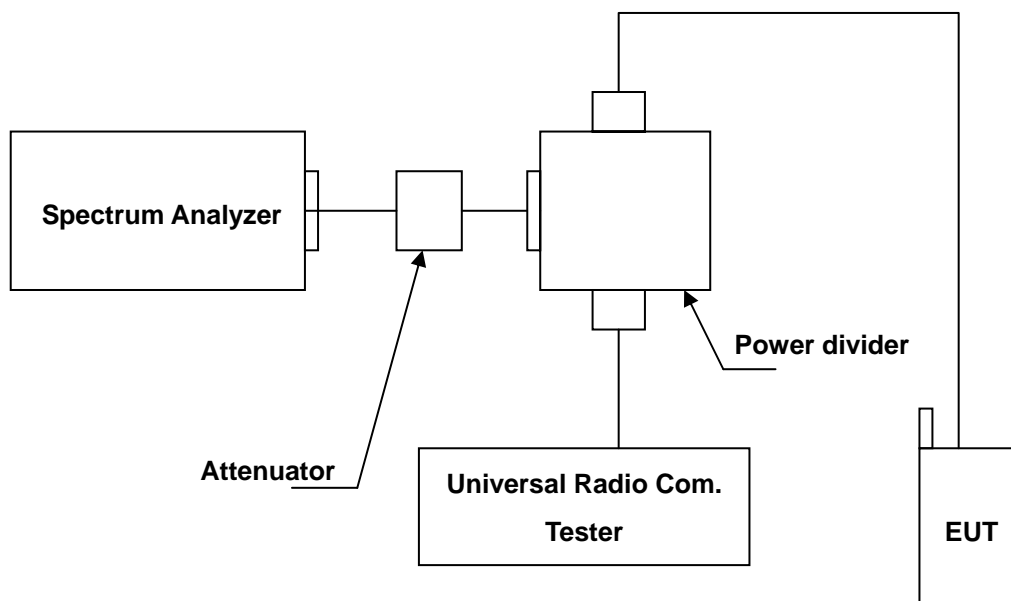 Spectrum Analyzer
Power divider
Attenuator
Universal Radio Com.
Tester
EUT